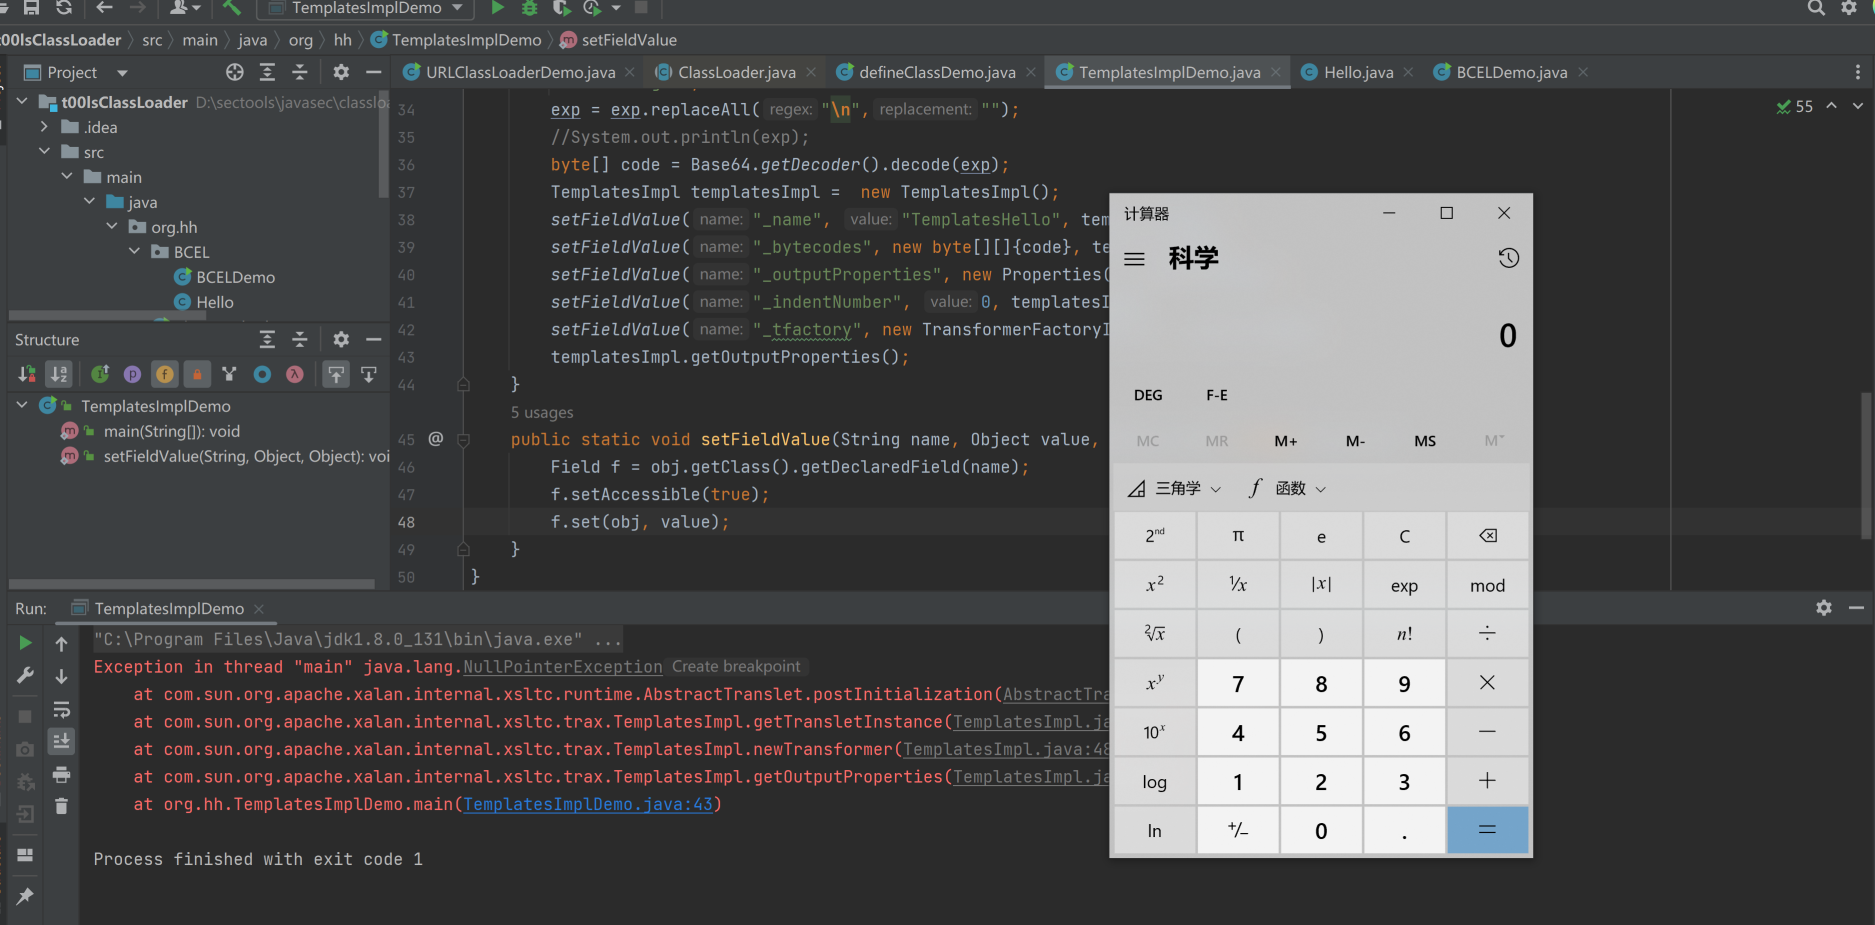 TemplatesImplDemo
t00lsClassLoader src main java org hh TemplatesImplDemo setFieldValue
Project
URLClassLoaderDemo.java ClassLoader.java defineClassDemo.java TemplatesImplDemo.java Hello.java BCELDemo.java
t00lsClassLoader D:\sectools\javasec\classloa
.idea
src
main
java
org.hh
BCEL
BCELDemo
Hello
Structure
TemplatesImplDemo
main(String[]): void
setFieldValue(String, Object, Object): voi
55
34 exp = exp.replaceAll( regex: "\n", replacement: "");
35 //System.out.println(exp);
36 byte[] code = Base64.getDecoder().decode(exp);
37 TemplatesImpl templatesImpl =  new TemplatesImpl();
38 setFieldValue( name: "_name", value: "TemplatesHello", tem
39 setFieldValue( name: "_bytecodes", new byte[][]{code}, te
40 setFieldValue( name: "_outputProperties", new Properties(
41 setFieldValue( name: "_indentNumber", value: 0, templatesI
42 setFieldValue( name: "_tfactory", new TransformerFactoryI
43 templatesImpl.getOutputProperties();
44 }
5 usages
45 @ public static void setFieldValue(String name, Object value,
46 Field f = obj.getClass().getDeclaredField(name);
47 f.setAccessible(true);
48 f.set(obj, value);
49 }
50 }
计算器
科学
0
DEG F-E
MC MR M+ M- MS M
三角学 f 函数
2nd π e C
x2 1/x |x| exp mod
2√x ( ) n! ÷
xy 7 8 9 ×
10x 4 5 6 −
log 1 2 3 +
ln +/− 0 . =
Run: TemplatesImplDemo
"C:\Program Files\Java\jdk1.8.0_131\bin\java.exe" ...
Exception in thread "main" java.lang.NullPointerException Create breakpoint
at com.sun.org.apache.xalan.internal.xsltc.runtime.AbstractTranslet.postInitialization(AbstractTra
at com.sun.org.apache.xalan.internal.xsltc.trax.TemplatesImpl.getTransletInstance(TemplatesImpl.ja
at com.sun.org.apache.xalan.internal.xsltc.trax.TemplatesImpl.newTransformer(TemplatesImpl.java:48
at com.sun.org.apache.xalan.internal.xsltc.trax.TemplatesImpl.getOutputProperties(TemplatesImpl.ja
at org.hh.TemplatesImplDemo.main(TemplatesImplDemo.java:43)
Process finished with exit code 1